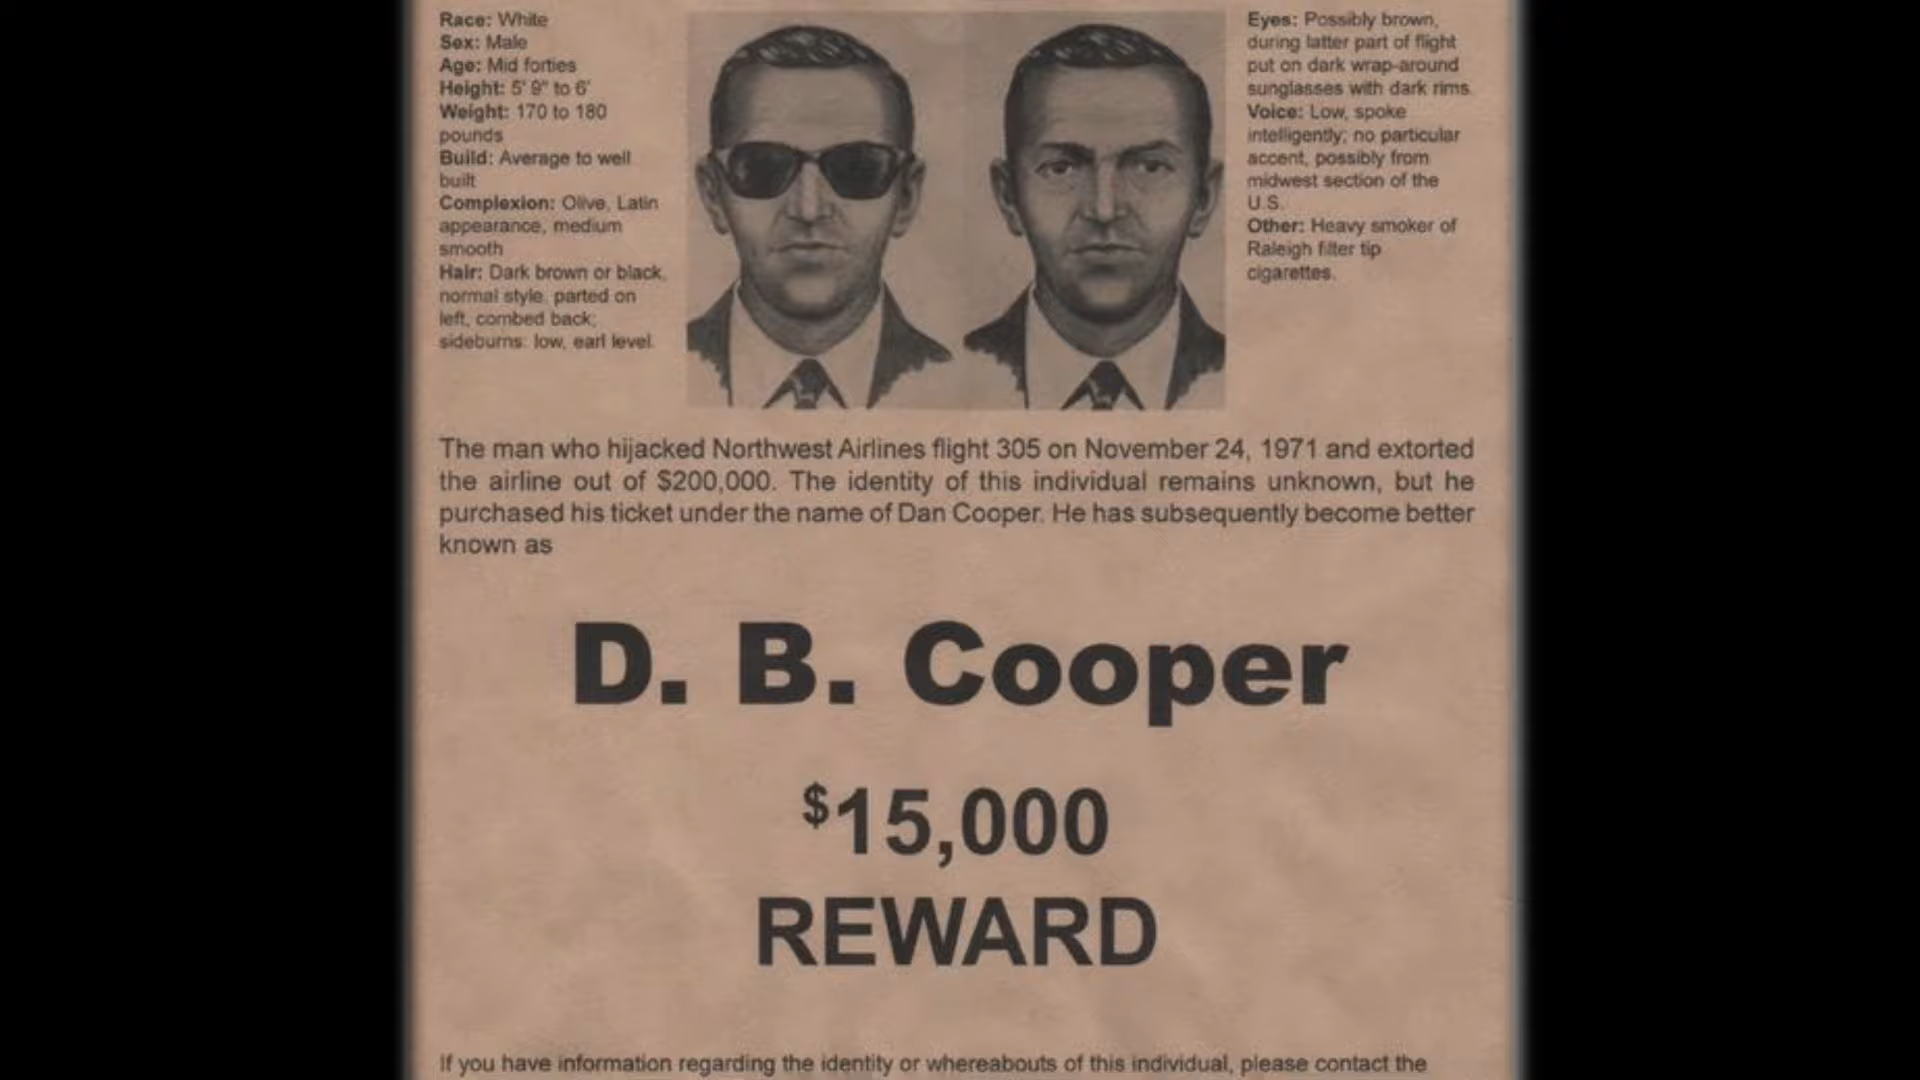 Race: White
Sex: Male
Age: Mid forties
Height: 5' 9" to 6'
Weight: 170 to 180
pounds
Build: Average to well
built
Complexion: Olive, Latin
appearance, medium
smooth
Hair: Dark brown or black,
normal style, parted on
left, combed back;
sideburns: low, earl level.
Eyes: Possibly brown,
during latter part of flight
put on dark wrap-around
sunglasses with dark rims.
Voice: Low, spoke
intelligently; no particular
accent, possibly from
midwest section of the
U.S.
Other: Heavy smoker of
Raleigh filter tip
cigarettes.
The man who hijacked Northwest Airlines flight 305 on November 24, 1971 and extorted
the airline out of $200,000. The identity of this individual remains unknown, but he
purchased his ticket under the name of Dan Cooper. He has subsequently become better
known as
D. B. Cooper
$15,000
REWARD
If you have information regarding the identity or whereabouts of this individual, please contact the